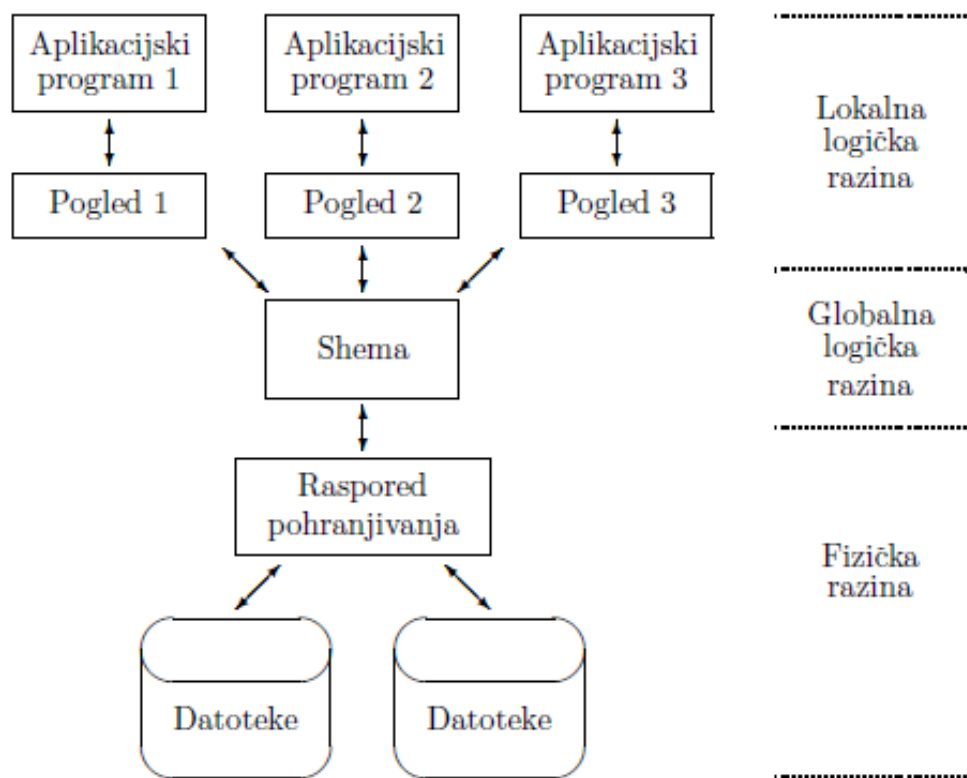 Aplikacijski
program 1
Aplikacijski
program 2
Aplikacijski
program 3
Pogled 1
Pogled 2
Pogled 3
Lokalna
logička
razina
Shema
Globalna
logička
razina
Raspored
pohranjivanja
Datoteke
Datoteke
Fizička
razina